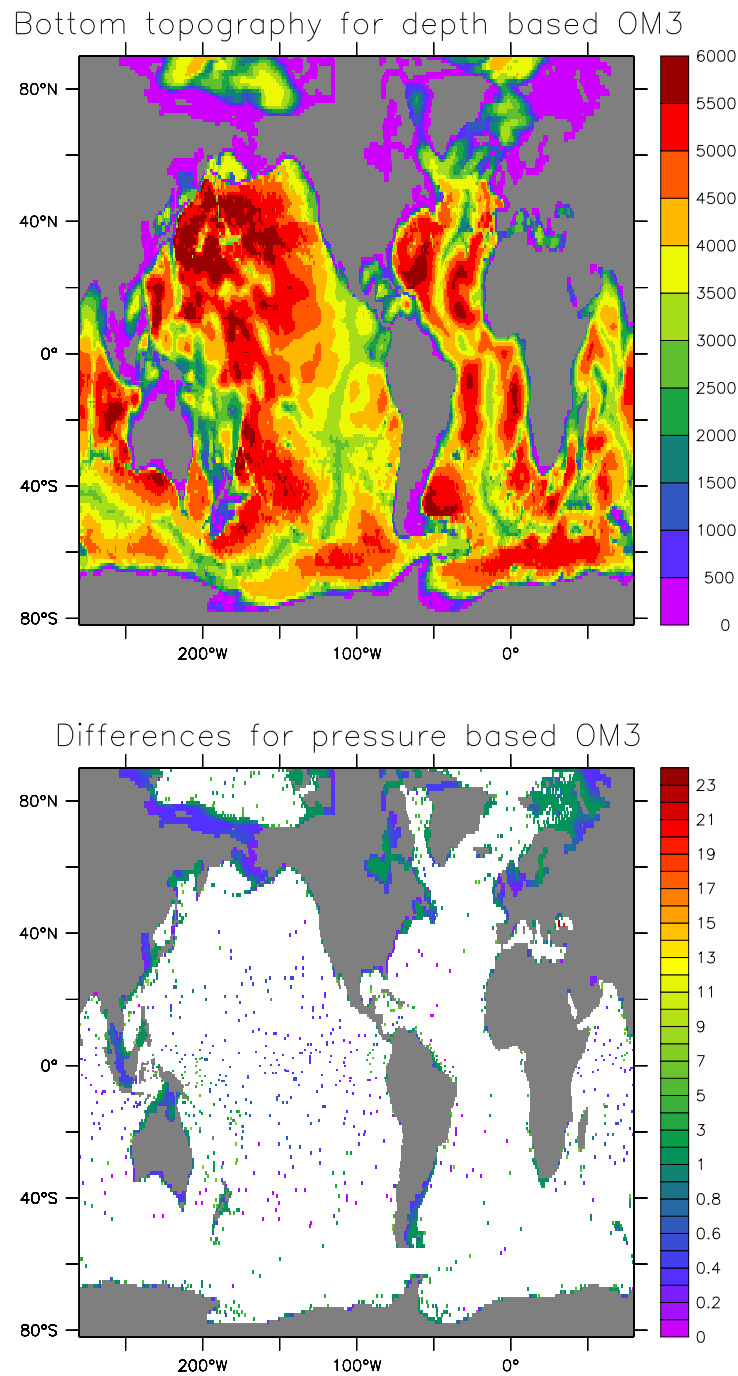 Bottom topography for depth based OM3
80°N
40°N
0°
40°S
80°S
200°W 100°W 0°
6000
5500
5000
4500
4000
3500
3000
2500
2000
1500
1000
500
0
Differences for pressure based OM3
80°N
40°N
0°
40°S
80°S
200°W 100°W 0°
23
21
19
17
15
13
11
9
7
5
3
1
0.8
0.6
0.4
0.2
0